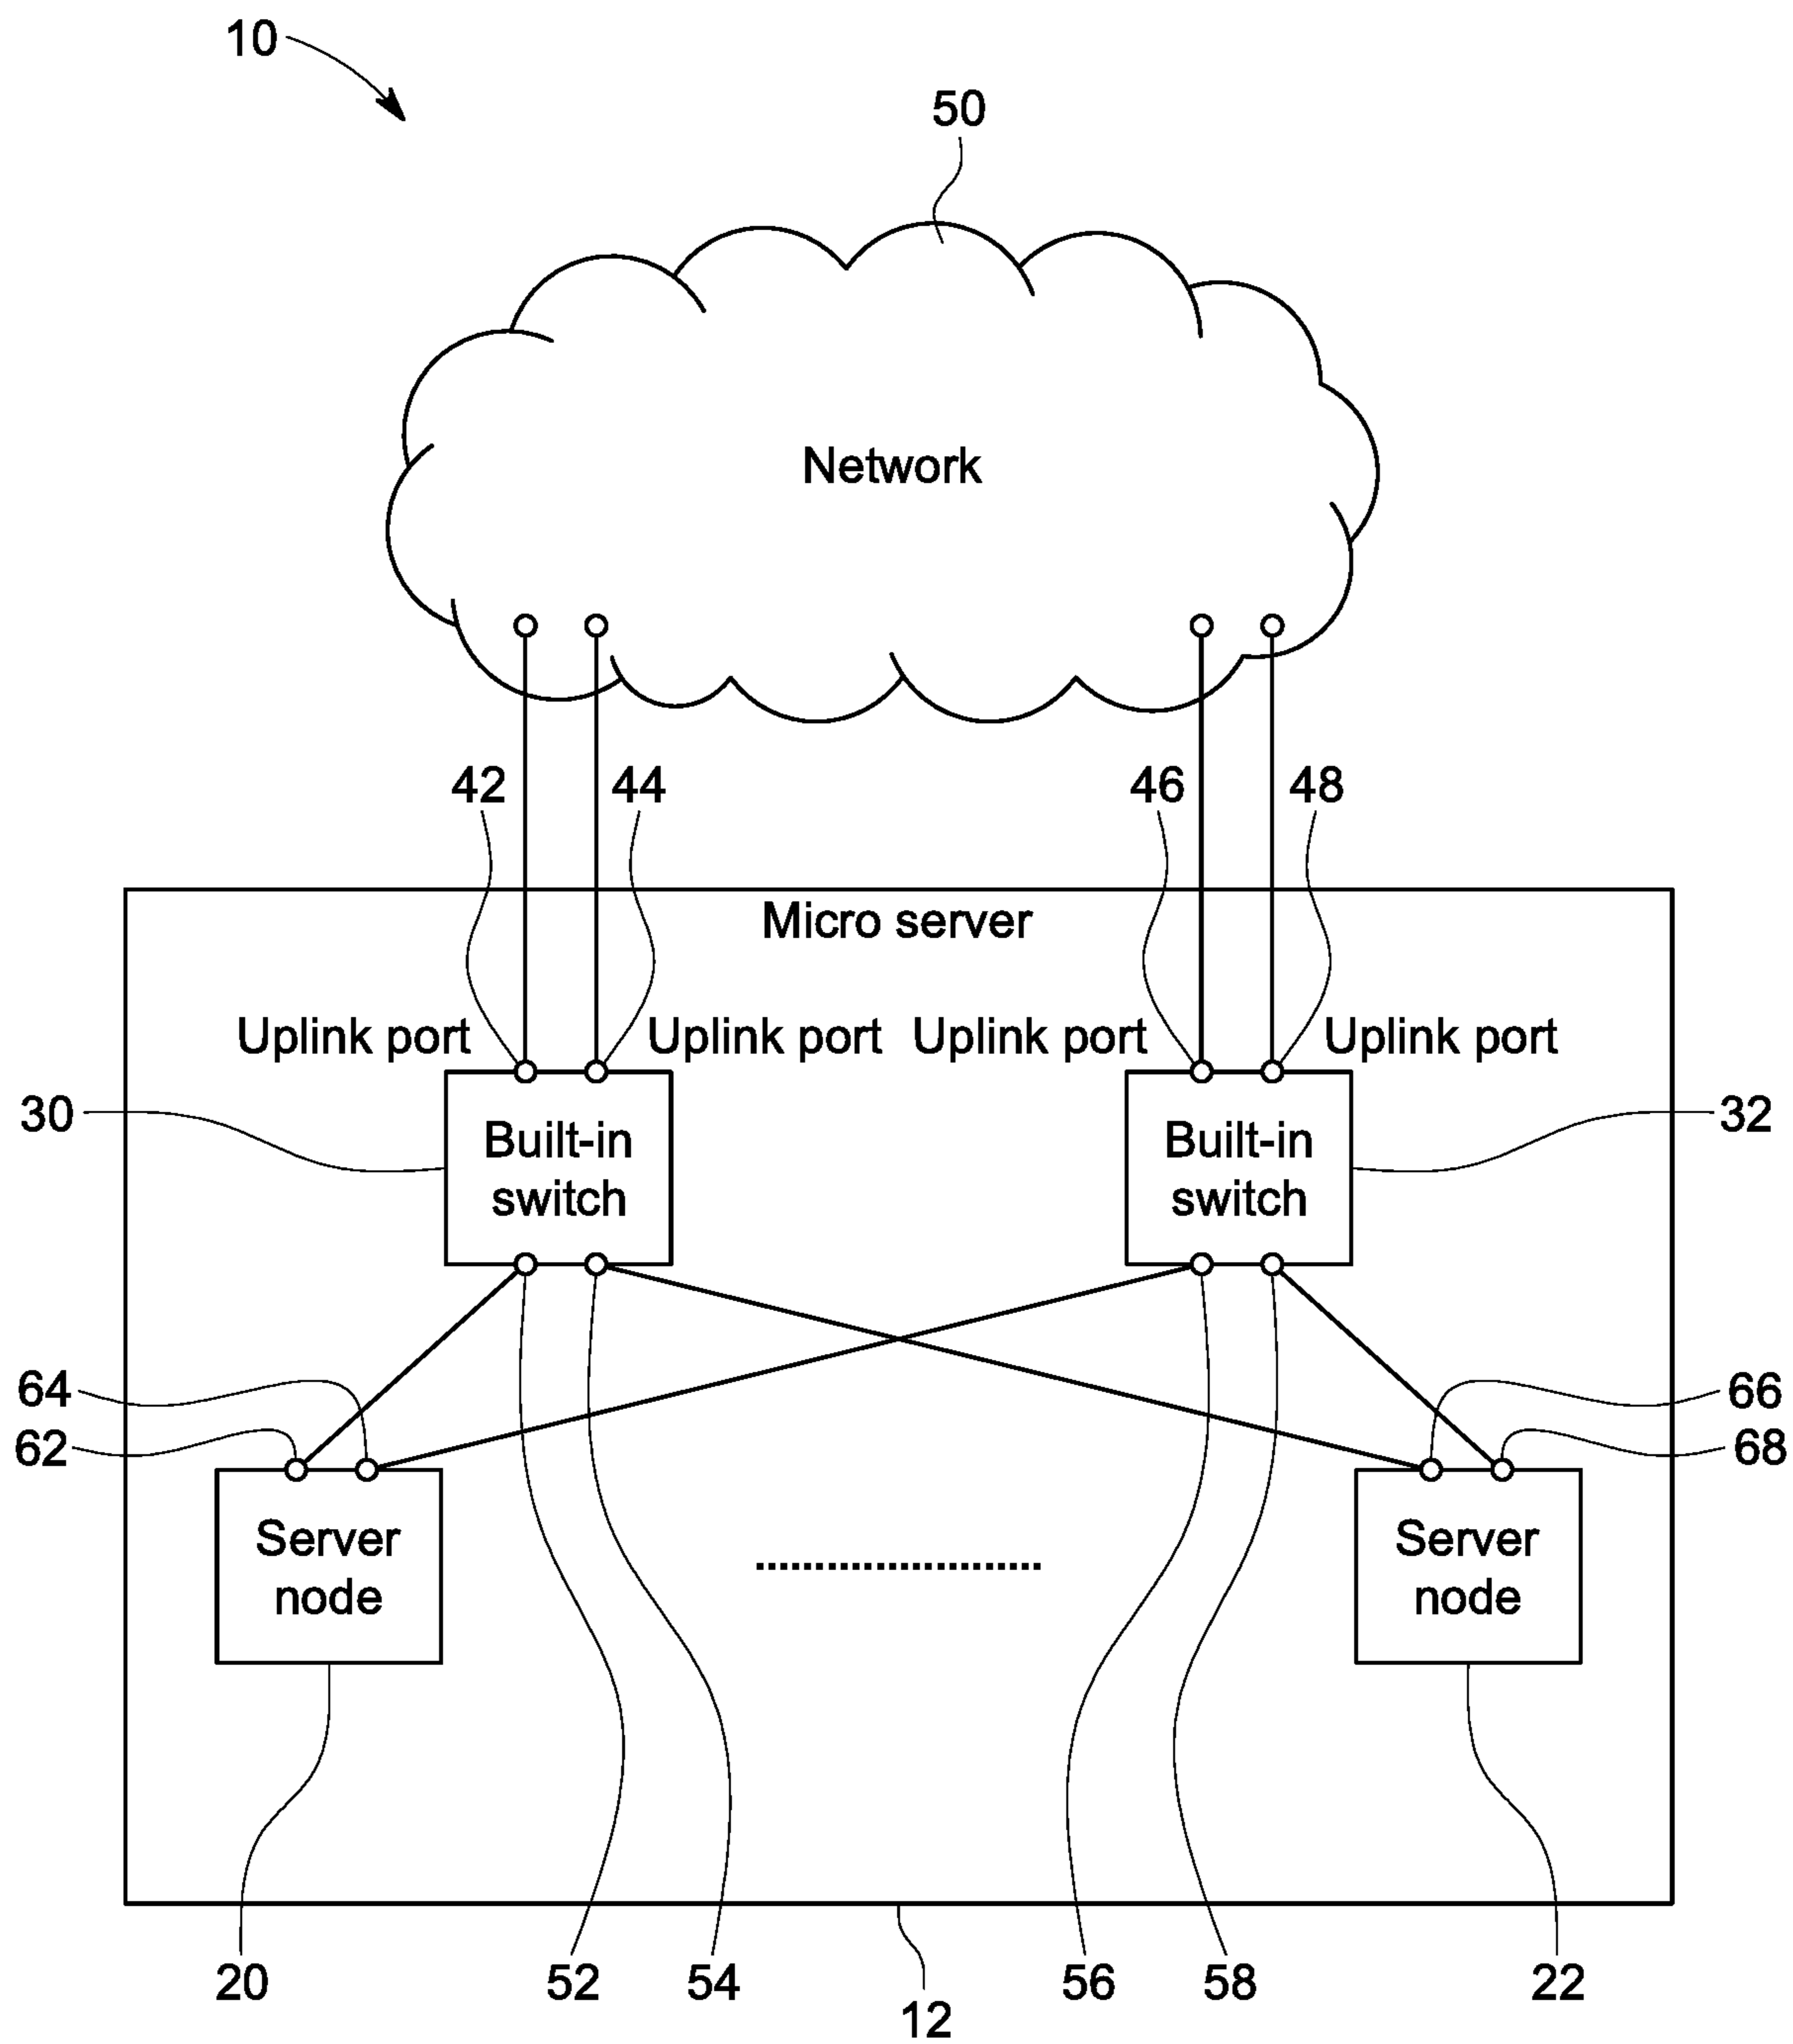 10
50
Network
42
44
46
48
Micro server
Uplink port
Uplink port
Uplink port
Uplink port
30
Built-in
switch
Built-in
switch
32
64
66
62
68
Server
node
Server
node
20
52
54
56
58
22
12